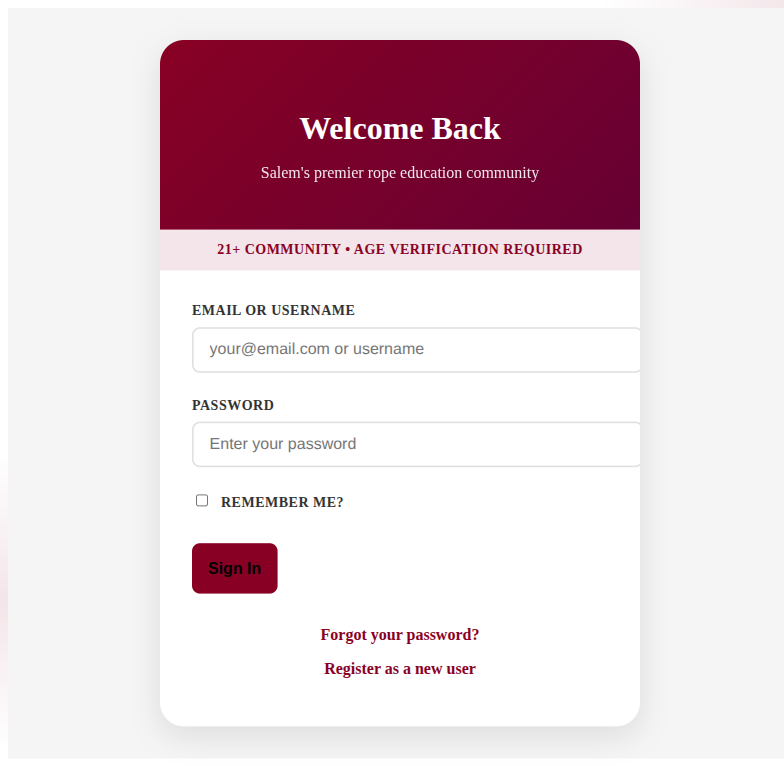 Welcome Back
Salem's premier rope education community
21+ COMMUNITY • AGE VERIFICATION REQUIRED
EMAIL OR USERNAME
your@email.com or username
PASSWORD
Enter your password
REMEMBER ME?
Sign In
Forgot your password?
Register as a new user